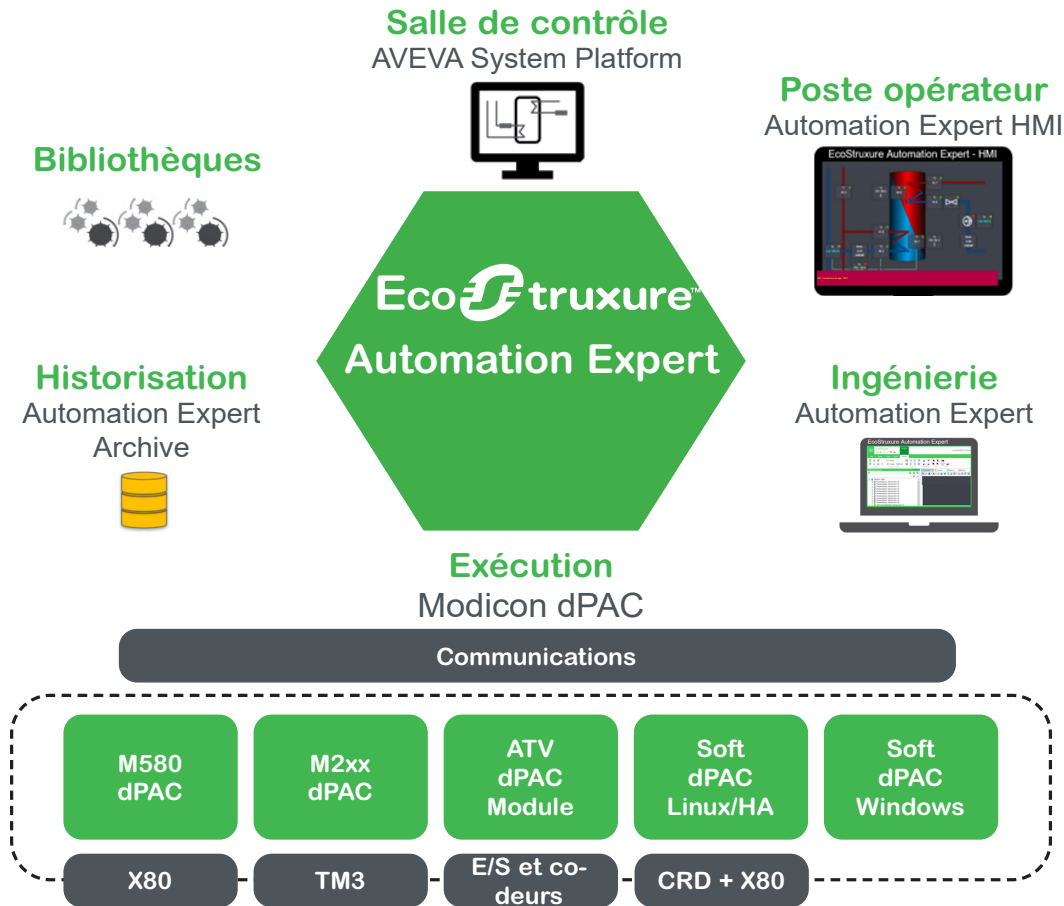 Salle de contrôle
AVEVA System Platform
Poste opérateur
Automation Expert HMI
EcoStruxure Automation Expert - HMI
Bibliothèques
EcoStruxure™
Automation Expert
Historisation
Automation Expert
Archive
Ingénierie
Automation Expert
EcoStruxure Automation Expert
Exécution
Modicon dPAC
Communications
M580
dPAC
M2xx
dPAC
ATV
dPAC
Module
Soft
dPAC
Linux/HA
Soft
dPAC
Windows
X80
TM3
E/S et co-
deurs
CRD + X80